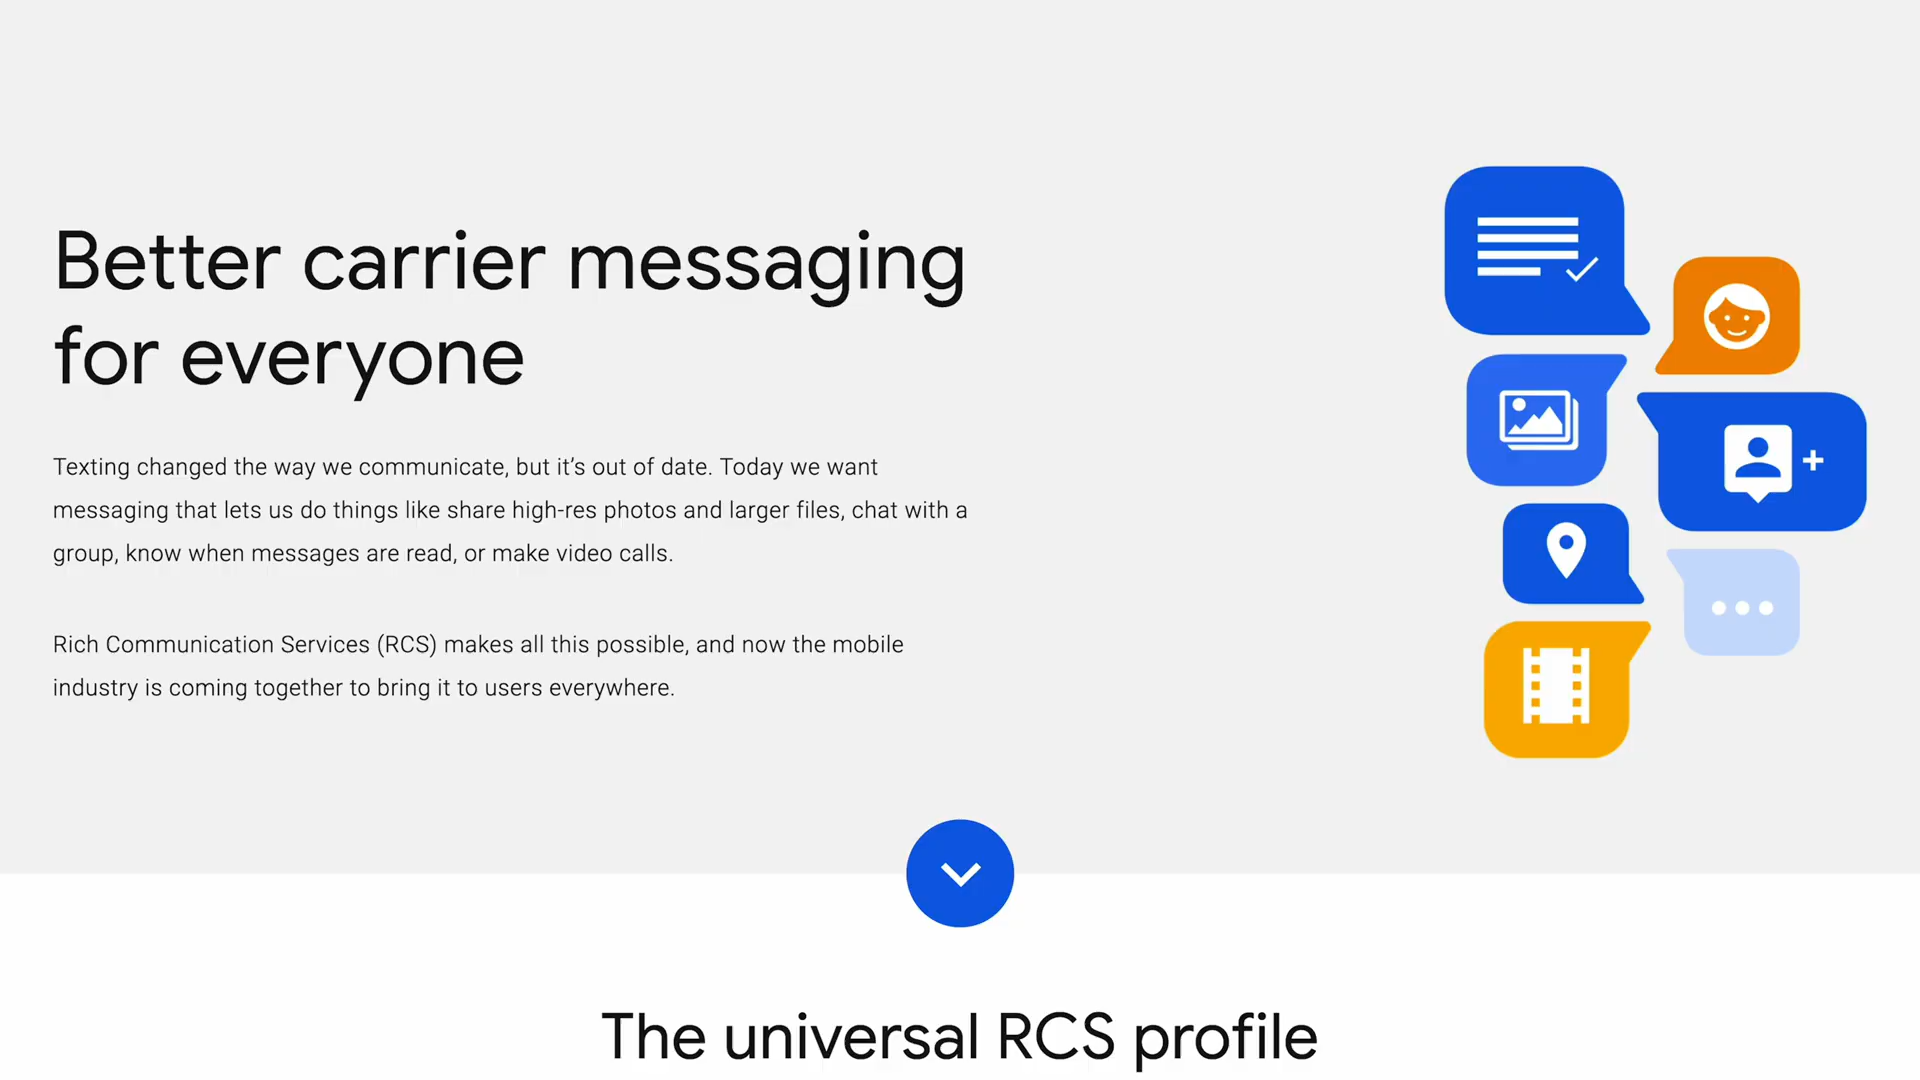 Better carrier messaging
for everyone
Texting changed the way we communicate, but it’s out of date. Today we want
messaging that lets us do things like share high-res photos and larger files, chat with a
group, know when messages are read, or make video calls.
Rich Communication Services (RCS) makes all this possible, and now the mobile
industry is coming together to bring it to users everywhere.
The universal RCS profile